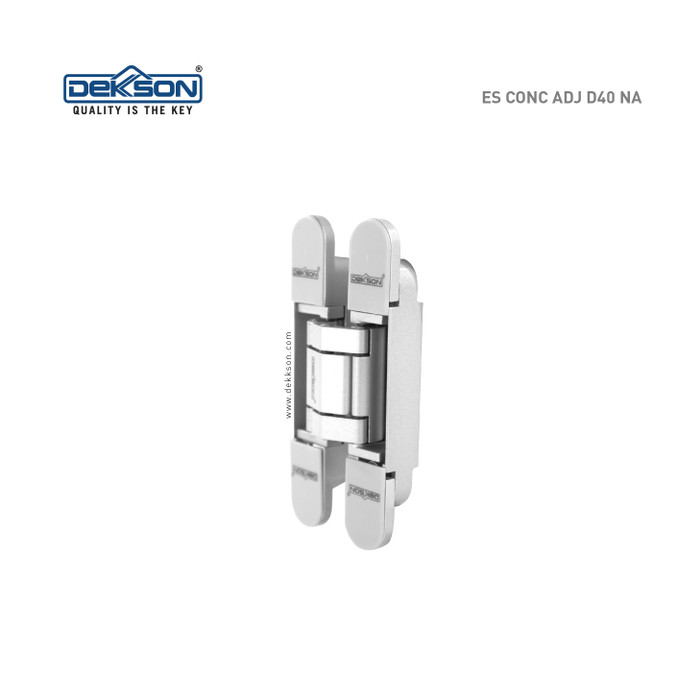 DEKSON®
QUALITY IS THE KEY
ES CONC ADJ D40 NA
DEKSON
DEKSON
www.dekkson.com
DEKSON
DEKSON